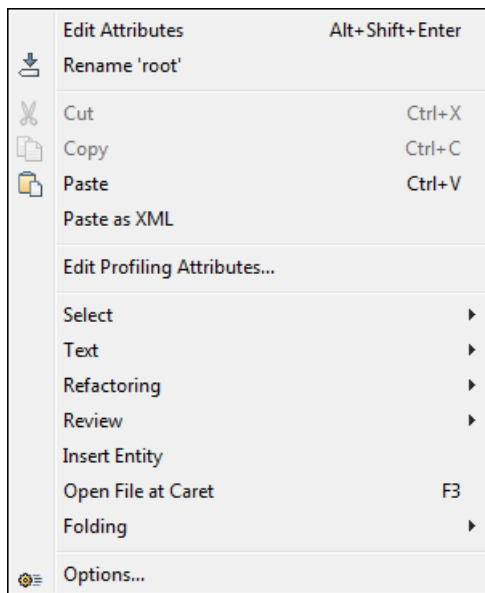 Edit Attributes Alt+Shift+Enter
Rename 'root'
Cut Ctrl+X
Copy Ctrl+C
Paste Ctrl+V
Paste as XML
Edit Profiling Attributes...
Select
Text
Refactoring
Review
Insert Entity
Open File at Caret F3
Folding
Options...